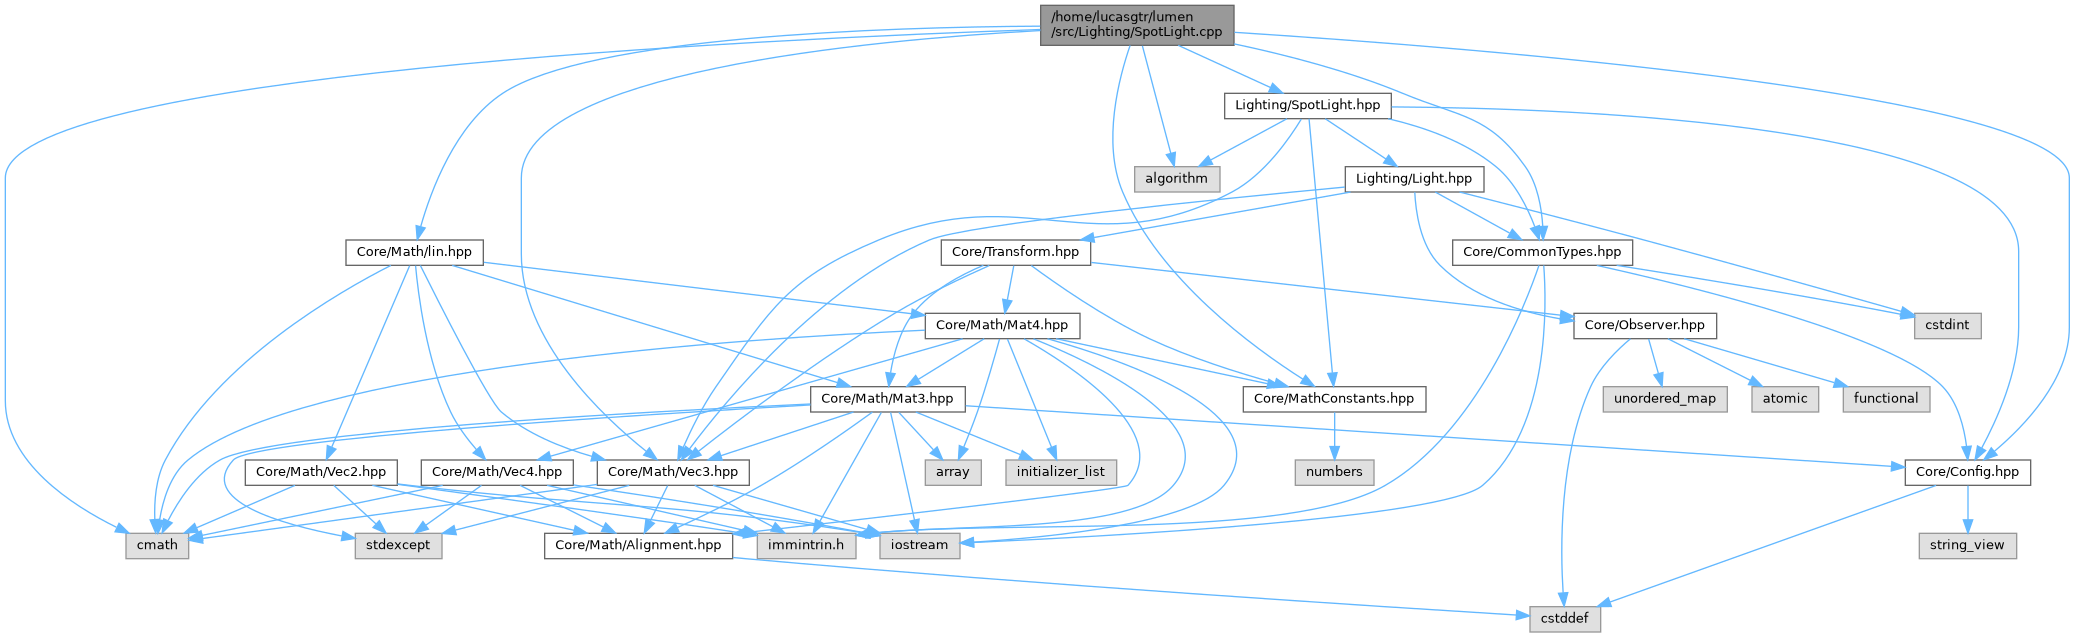 /home/lucasgtr/lumen
/src/Lighting/SpotLight.cpp
Lighting/SpotLight.hpp
algorithm
Lighting/Light.hpp
Core/Math/lin.hpp
Core/Transform.hpp
Core/CommonTypes.hpp
Core/Math/Mat4.hpp
Core/Observer.hpp
cstdint
Core/Math/Mat3.hpp
Core/MathConstants.hpp
unordered_map
atomic
functional
Core/Math/Vec2.hpp
Core/Math/Vec4.hpp
Core/Math/Vec3.hpp
array
initializer_list
numbers
Core/Config.hpp
cmath
stdexcept
Core/Math/Alignment.hpp
immintrin.h
iostream
string_view
cstddef